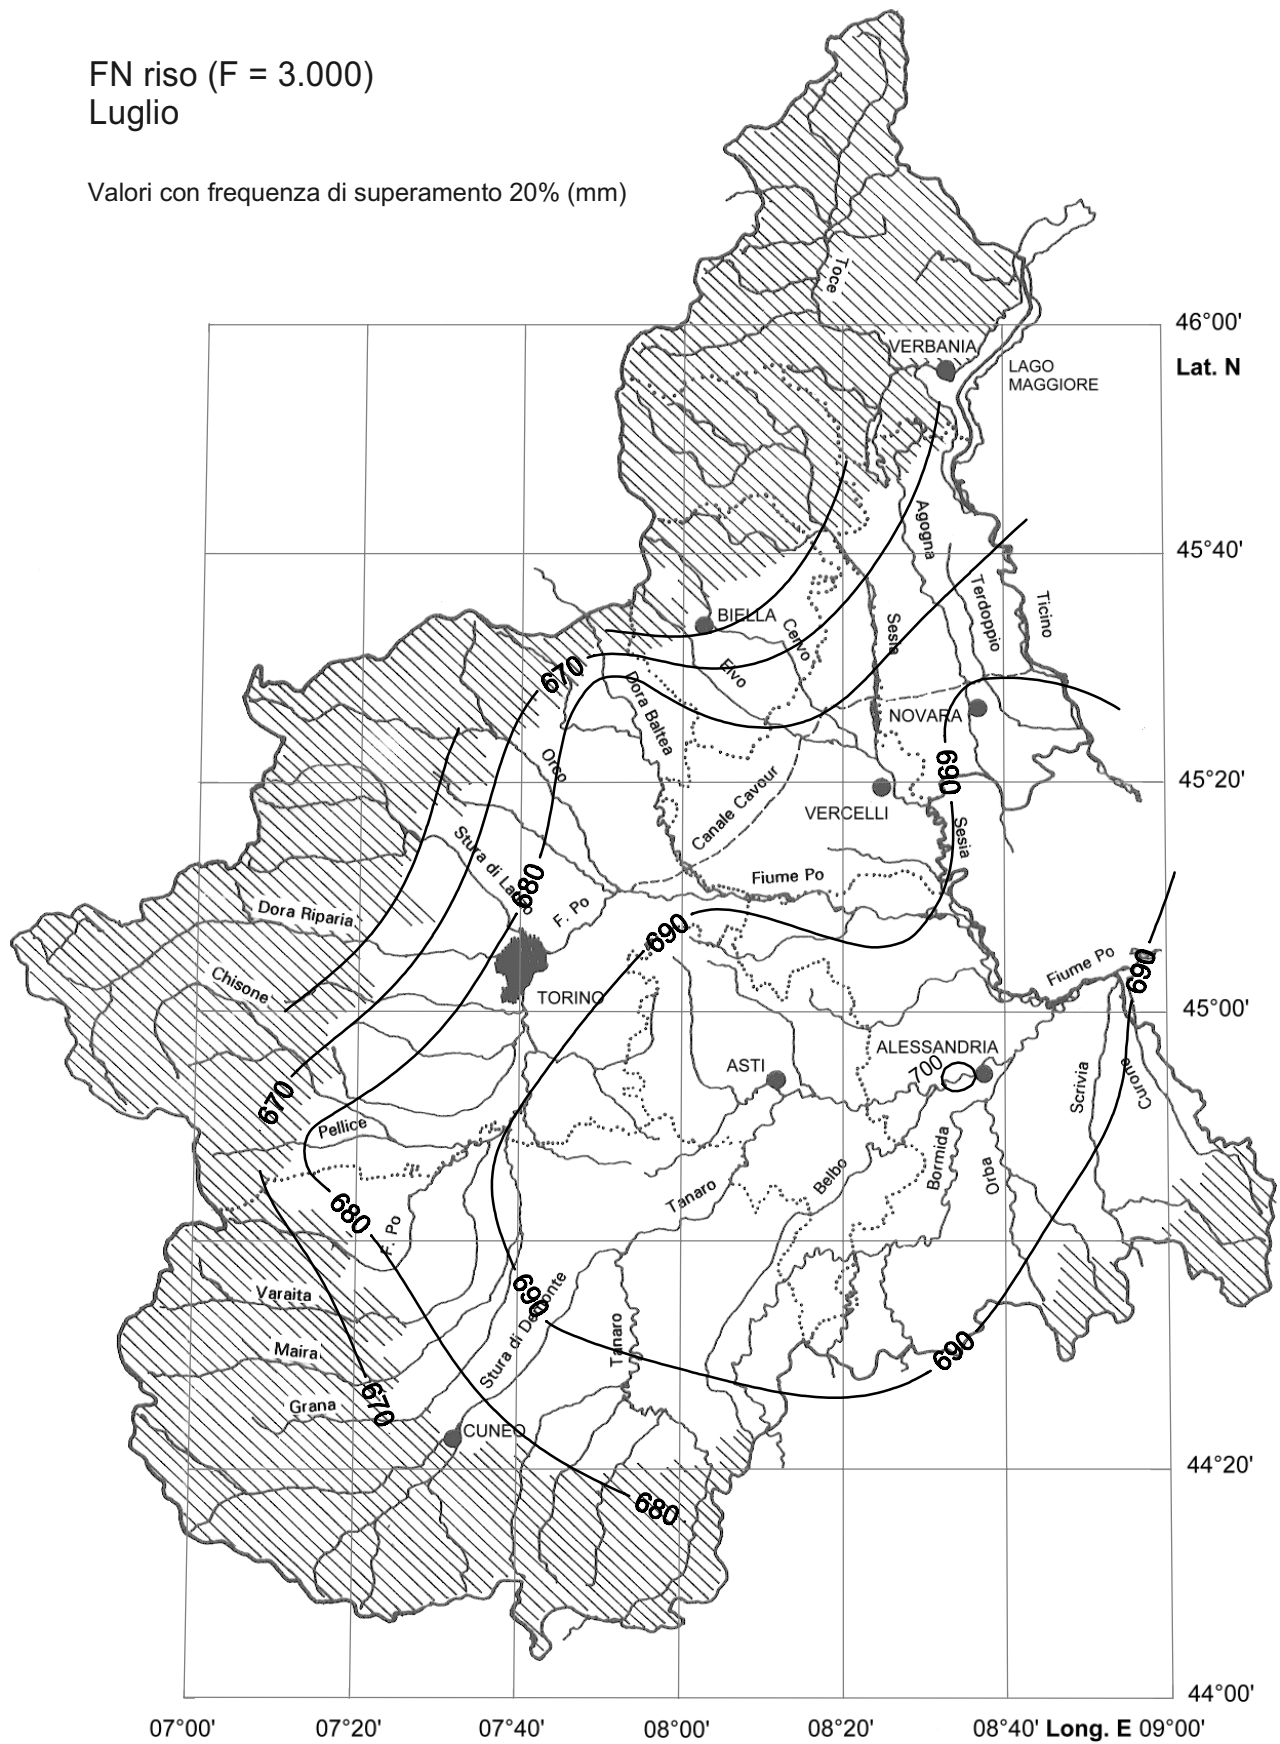 FN riso (F = 3.000)
Luglio
Valori con frequenza di superamento 20% (mm)
Toce
46°00'
VERBANIA
Lat. N
LAGO
MAGGIORE
Agogna
45°40'
Terdoppio
Ticino
BIELLA
Cervo
Sesia
Elvo
670
Dora Baltea
NOVARA
Orco
690
45°20'
Canale Cavour
VERCELLI
Stura di Lanzo
Sesia
680
Fiume Po
F. Po
Dora Riparia
690
Fiume Po
690
Chisone
TORINO
45°00'
ALESSANDRIA
ASTI
700
Scrivia
Curone
670
Pellice
Tanaro
Belbo
Bormida
Orba
680
F. Po
Varaita
690
Stura di Demonte
Tanaro
Maira
690
Grana
670
CUNEO
44°20'
680
44°00'
07°00'
07°20'
07°40'
08°00'
08°20'
08°40'
Long. E
09°00'